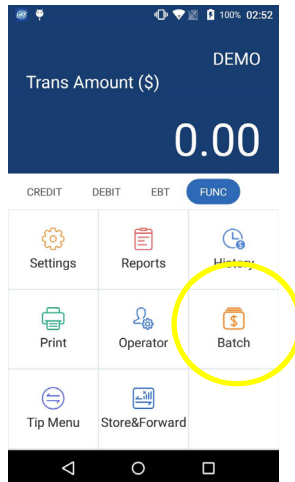 100% 02:52
DEMO
Trans Amount ($)
0.00
CREDIT DEBIT EBT FUNC
Settings Reports History
Print Operator Batch
Tip Menu Store&Forward